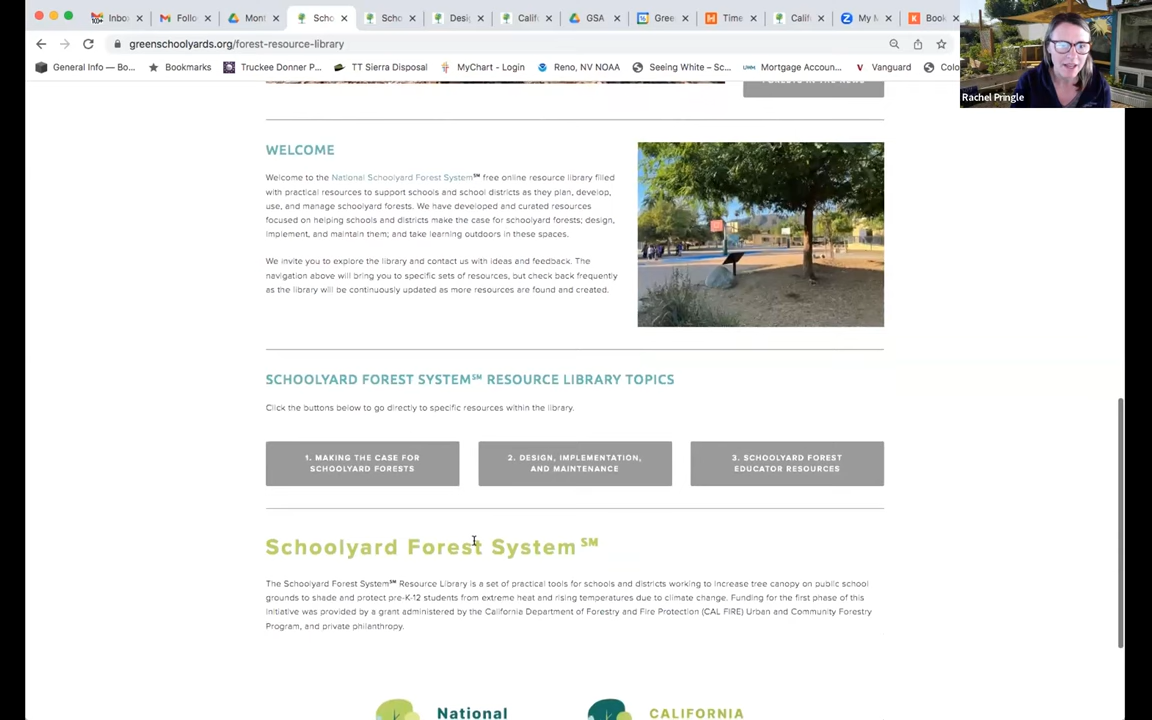 Inbo
Follo
Mont
Scho
Scho
Desi
Calif
GSA
Gree
Time
Calif
My M
Book
greenschoolyards.org/forest-resource-library
General Info — Bo...
Bookmarks
Truckee Donner P...
TT Sierra Disposal
MyChart - Login
Reno, NV NOAA
Seeing White – Sc...
Mortgage Accoun...
Vanguard
Colo
Rachel Pringle
WELCOME
Welcome to the National Schoolyard Forest System℠ free online resource library filled
with practical resources to support schools and school districts as they plan, develop,
use, and manage schoolyard forests. We have developed and curated resources
focused on helping schools and districts make the case for schoolyard forests; design,
implement, and maintain them; and take learning outdoors in these spaces.
We invite you to explore the library and contact us with ideas and feedback. The
navigation above will bring you to specific sets of resources, but check back frequently
as the library will be continuously updated as more resources are found and created.
SCHOOLYARD FOREST SYSTEM℠ RESOURCE LIBRARY TOPICS
Click the buttons below to go directly to specific resources within the library.
1. MAKING THE CASE FOR
SCHOOLYARD FORESTS
2. DESIGN, IMPLEMENTATION,
AND MAINTENANCE
3. SCHOOLYARD FOREST
EDUCATOR RESOURCES
Schoolyard Forest System℠
The Schoolyard Forest System℠ Resource Library is a set of practical tools for schools and districts working to increase tree canopy on public school
grounds to shade and protect pre-K-12 students from extreme heat and rising temperatures due to climate change. Funding for the first phase of this
initiative was provided by a grant administered by the California Department of Forestry and Fire Protection (CAL FIRE) Urban and Community Forestry
Program, and private philanthropy.
National
CALIFORNIA